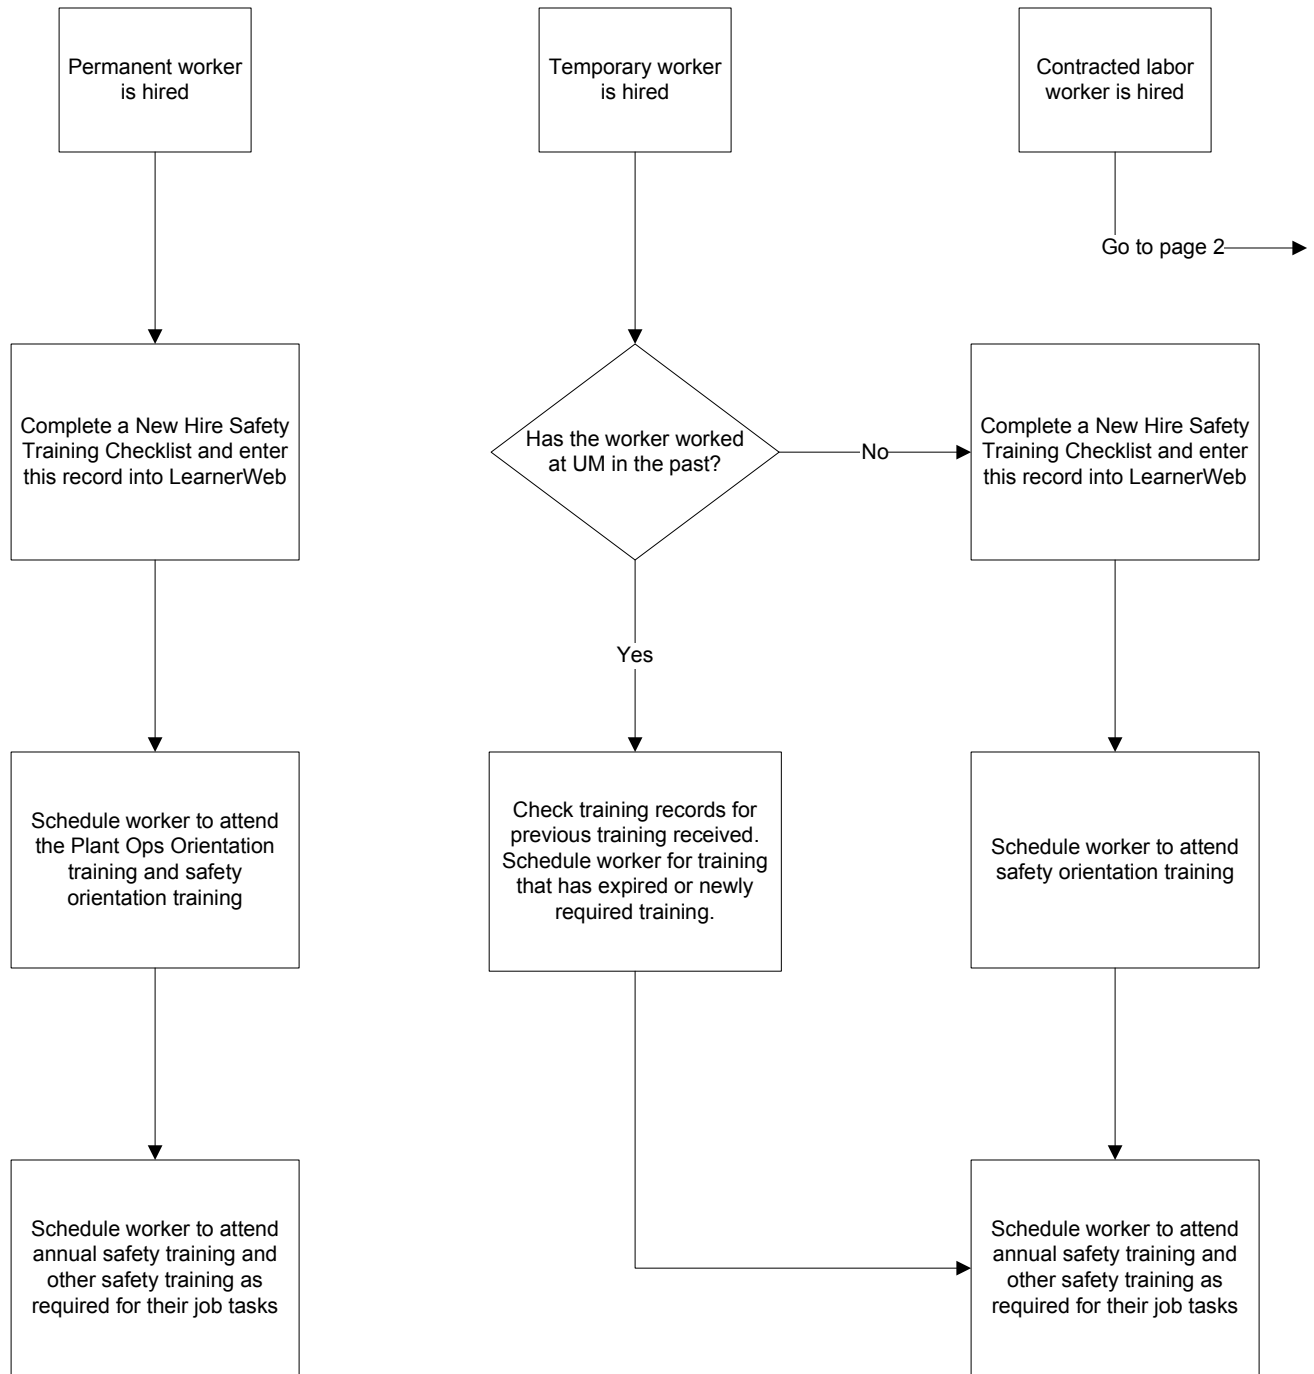 Permanent worker
is hired
Temporary worker
is hired
Contracted labor
worker is hired
Go to page 2
Complete a New Hire Safety
Training Checklist and enter
this record into LearnerWeb
Has the worker worked
at UM in the past?
No
Complete a New Hire Safety
Training Checklist and enter
this record into LearnerWeb
Yes
Schedule worker to attend
the Plant Ops Orientation
training and safety
orientation training
Check training records for
previous training received.
Schedule worker for training
that has expired or newly
required training.
Schedule worker to attend
safety orientation training
Schedule worker to attend
annual safety training and
other safety training as
required for their job tasks
Schedule worker to attend
annual safety training and
other safety training as
required for their job tasks